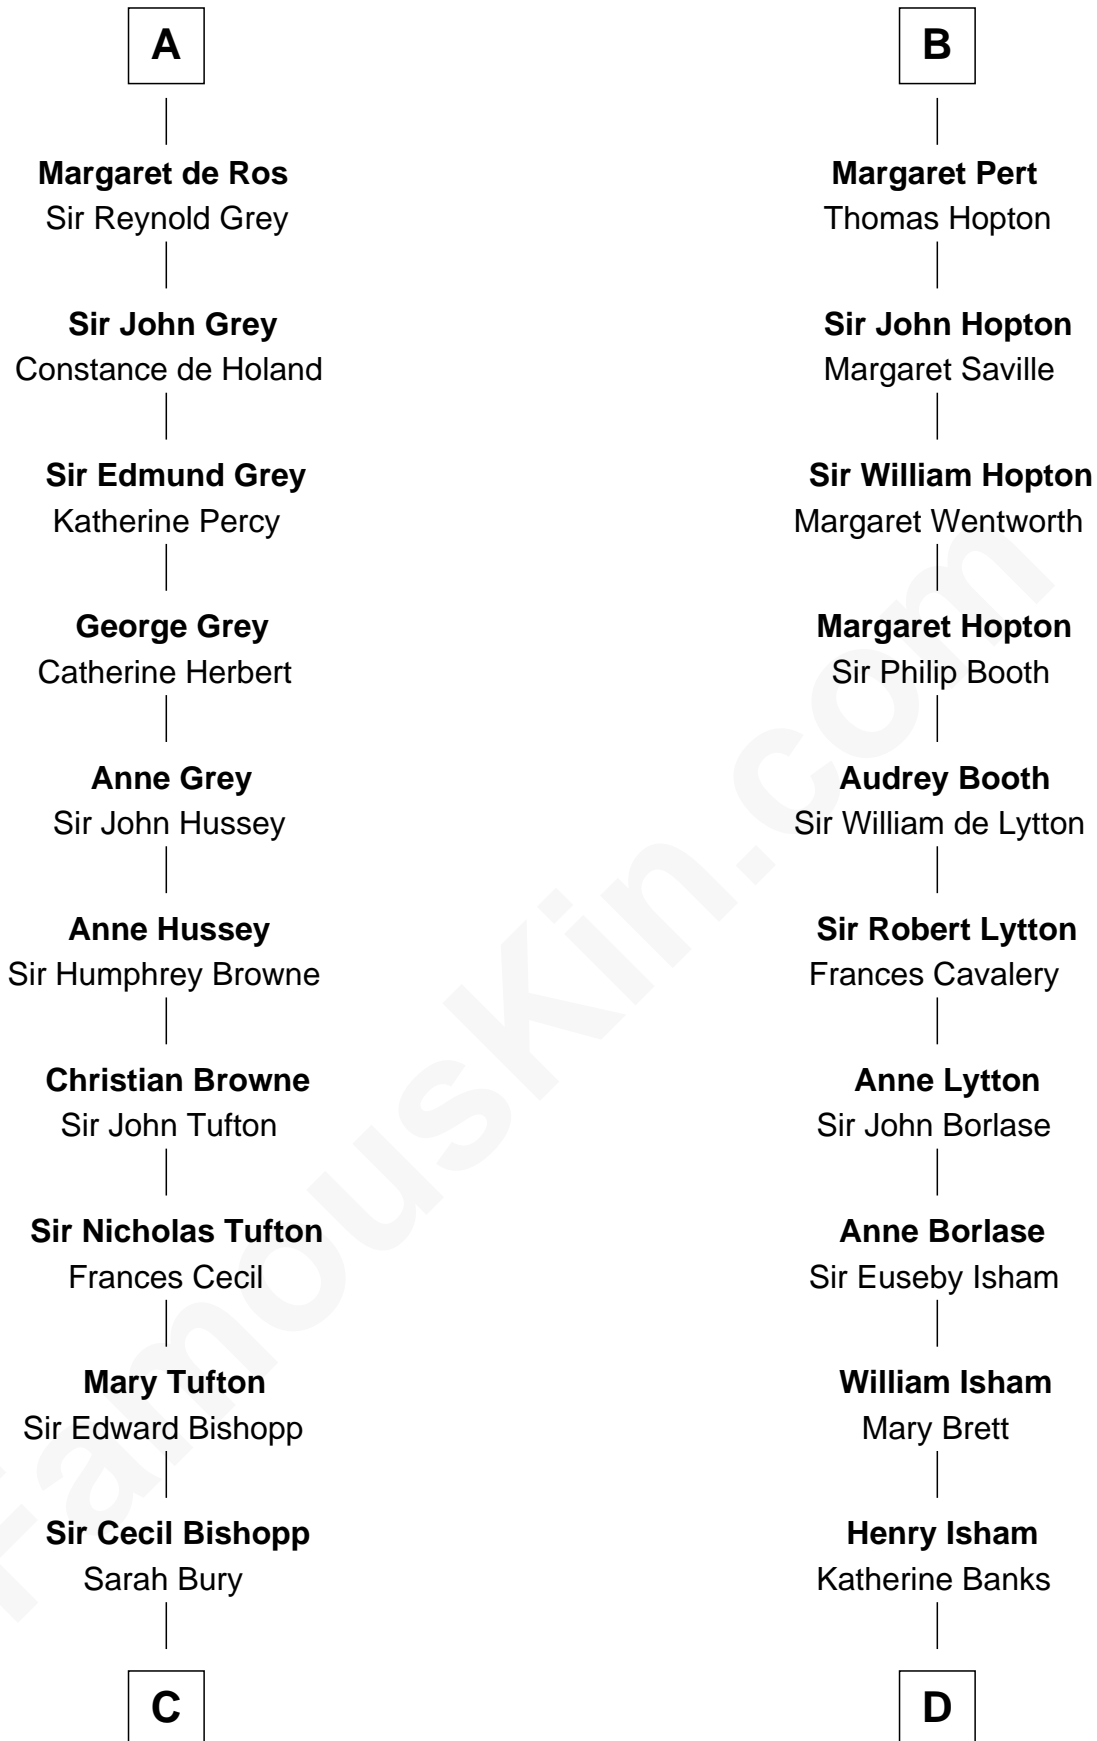 A
Margaret de Ros
Sir Reynold Grey
Sir John Grey
Constance de Holand
Sir Edmund Grey
Katherine Percy
George Grey
Catherine Herbert
Anne Grey
Sir John Hussey
Anne Hussey
Sir Humphrey Browne
Christian Browne
Sir John Tufton
Sir Nicholas Tufton
Frances Cecil
Mary Tufton
Sir Edward Bishopp
Sir Cecil Bishopp
Sarah Bury
C
B
Margaret Pert
Thomas Hopton
Sir John Hopton
Margaret Saville
Sir William Hopton
Margaret Wentworth
Margaret Hopton
Sir Philip Booth
Audrey Booth
Sir William de Lytton
Sir Robert Lytton
Frances Cavalery
Anne Lytton
Sir John Borlase
Anne Borlase
Sir Euseby Isham
William Isham
Mary Brett
Henry Isham
Katherine Banks
D
FamousKin.com